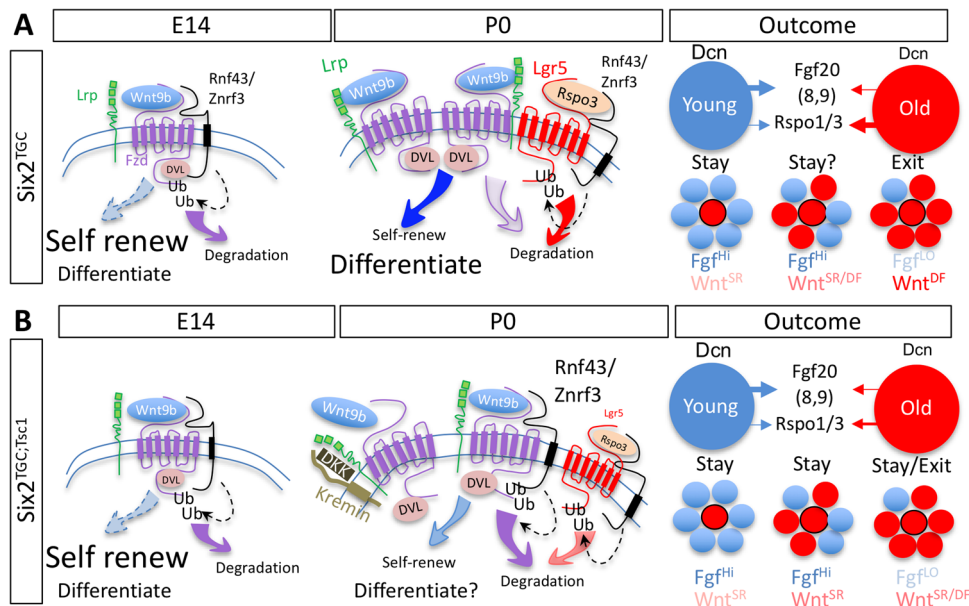 A
E14
P0
Outcome
Six2TGC
Lrp
Wnt9b
Rnf43/
Znrf3
Fzd
DVL
Ub
Ub
Self renew
Differentiate
Degradation
Lrp
Wnt9b
Wnt9b
Lgr5
Rnf43/
Znrf3
Rspo3
DVL
DVL
Ub
Ub
Self-renew
Differentiate
Degradation
Dcn
Dcn
Young
Fgf20
(8,9)
Rspo1/3
Old
Stay
Stay?
Exit
FgfHi
FgfHi
FgfLO
WntSR
WntSR/DF
WntDF
B
E14
P0
Outcome
Six2TGC;Tsc1
Wnt9b
DVL
Ub
Ub
Self renew
Differentiate
Degradation
Wnt9b
DKK
Kremin
DVL
Wnt9b
DVL
Rnf43/
Znrf3
Lgr5
Rspo3
Ub
Ub
Ub
Ub
Self-renew
Differentiate?
Degradation
Dcn
Dcn
Young
Fgf20
(8,9)
Rspo1/3
Old
Stay
Stay
Stay/Exit
FgfHi
FgfHi
FgfLO
WntSR
WntSR
WntSR/DF